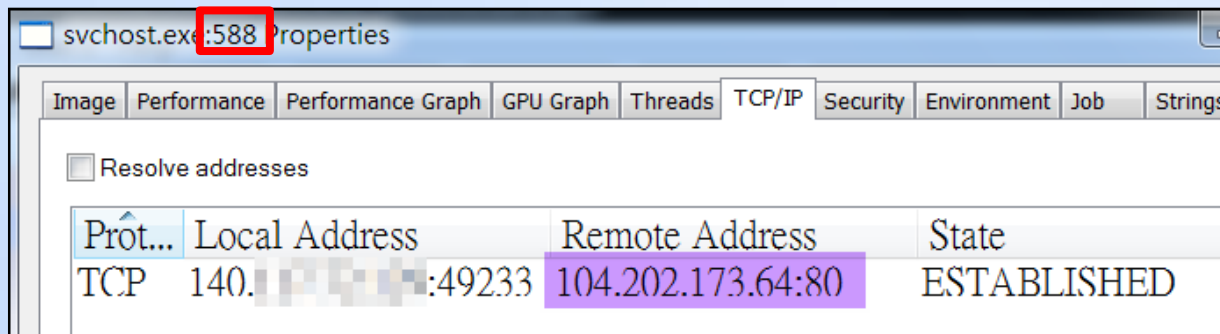 svchost.exe:588 Properties
Image Performance Performance Graph GPU Graph Threads TCP/IP Security Environment Job Strings
Resolve addresses
Prot... Local Address Remote Address State
TCP 140. :49233 104.202.173.64:80 ESTABLISHED